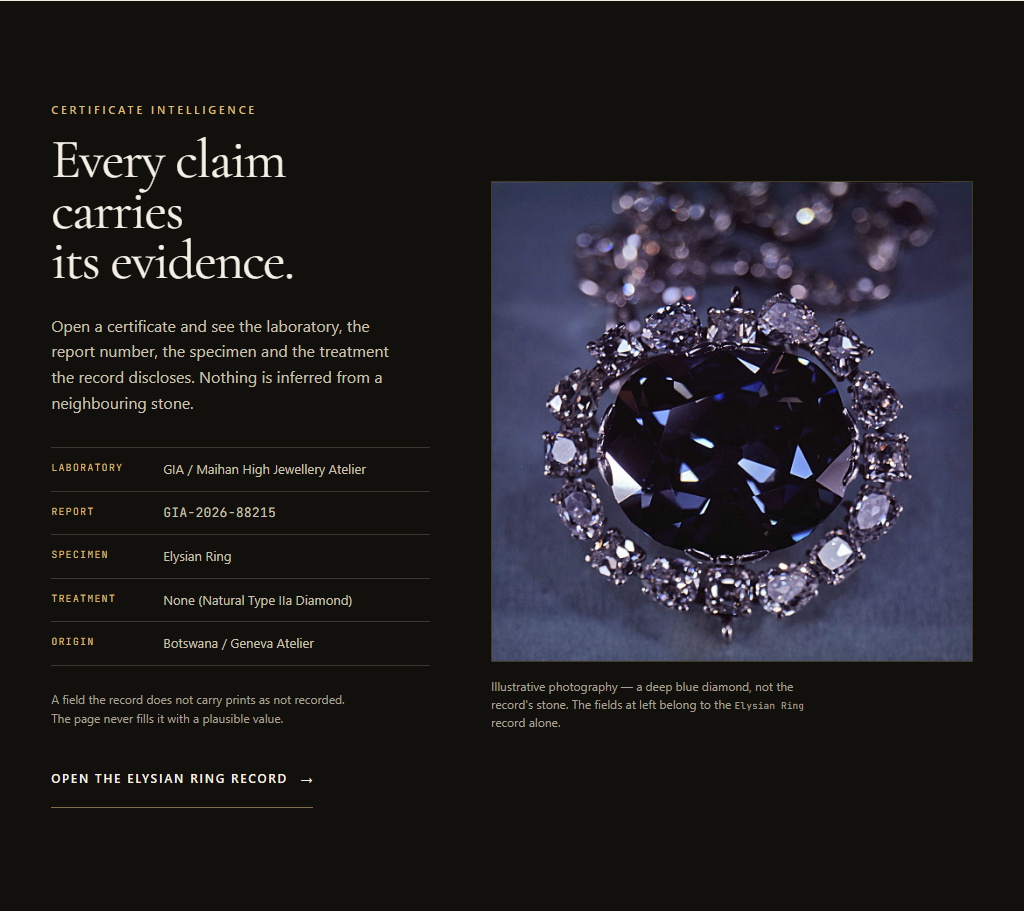 CERTIFICATE INTELLIGENCE
Every claim
carries
its evidence.
Open a certificate and see the laboratory, the
report number, the specimen and the treatment
the record discloses. Nothing is inferred from a
neighbouring stone.
LABORATORY GIA / Maihan High Jewellery Atelier
REPORT GIA-2026-88215
SPECIMEN Elysian Ring
TREATMENT None (Natural Type IIa Diamond)
ORIGIN Botswana / Geneva Atelier
A field the record does not carry prints as not recorded.
The page never fills it with a plausible value.
OPEN THE ELYSIAN RING RECORD →
Illustrative photography — a deep blue diamond, not the
record's stone. The fields at left belong to the Elysian Ring
record alone.